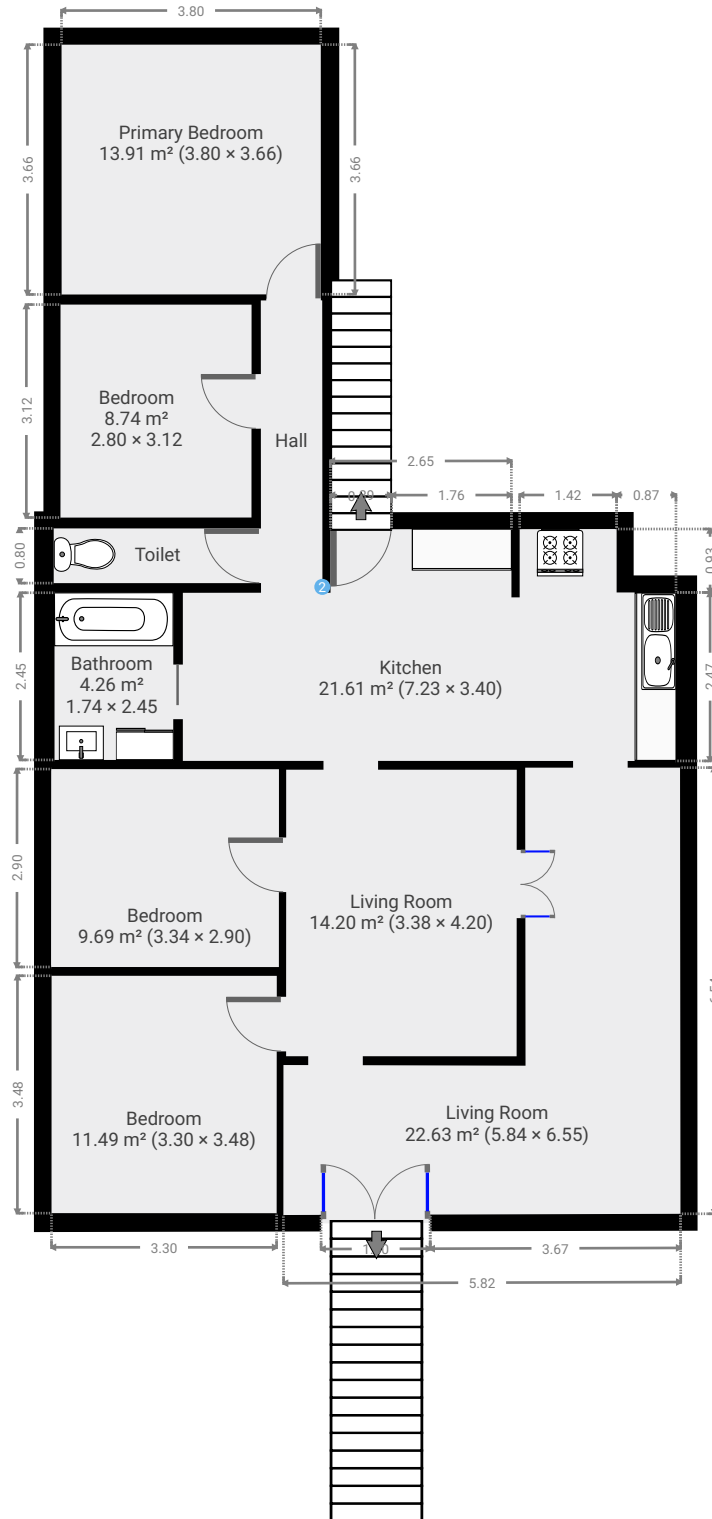 3.80
3.66
3.66
Primary Bedroom
13.91 m² (3.80 × 3.66)
3.12
Bedroom
8.74 m²
2.80 × 3.12
Hall
2.65
1.76
1.42
0.87
0.80
Toilet
0.93
2
2.45
Bathroom
4.26 m²
1.74 × 2.45
Kitchen
21.61 m² (7.23 × 3.40)
2.47
2.90
Bedroom
9.69 m² (3.34 × 2.90)
Living Room
14.20 m² (3.38 × 4.20)
3.48
Bedroom
11.49 m² (3.30 × 3.48)
Living Room
22.63 m² (5.84 × 6.55)
3.30
3.67
5.82